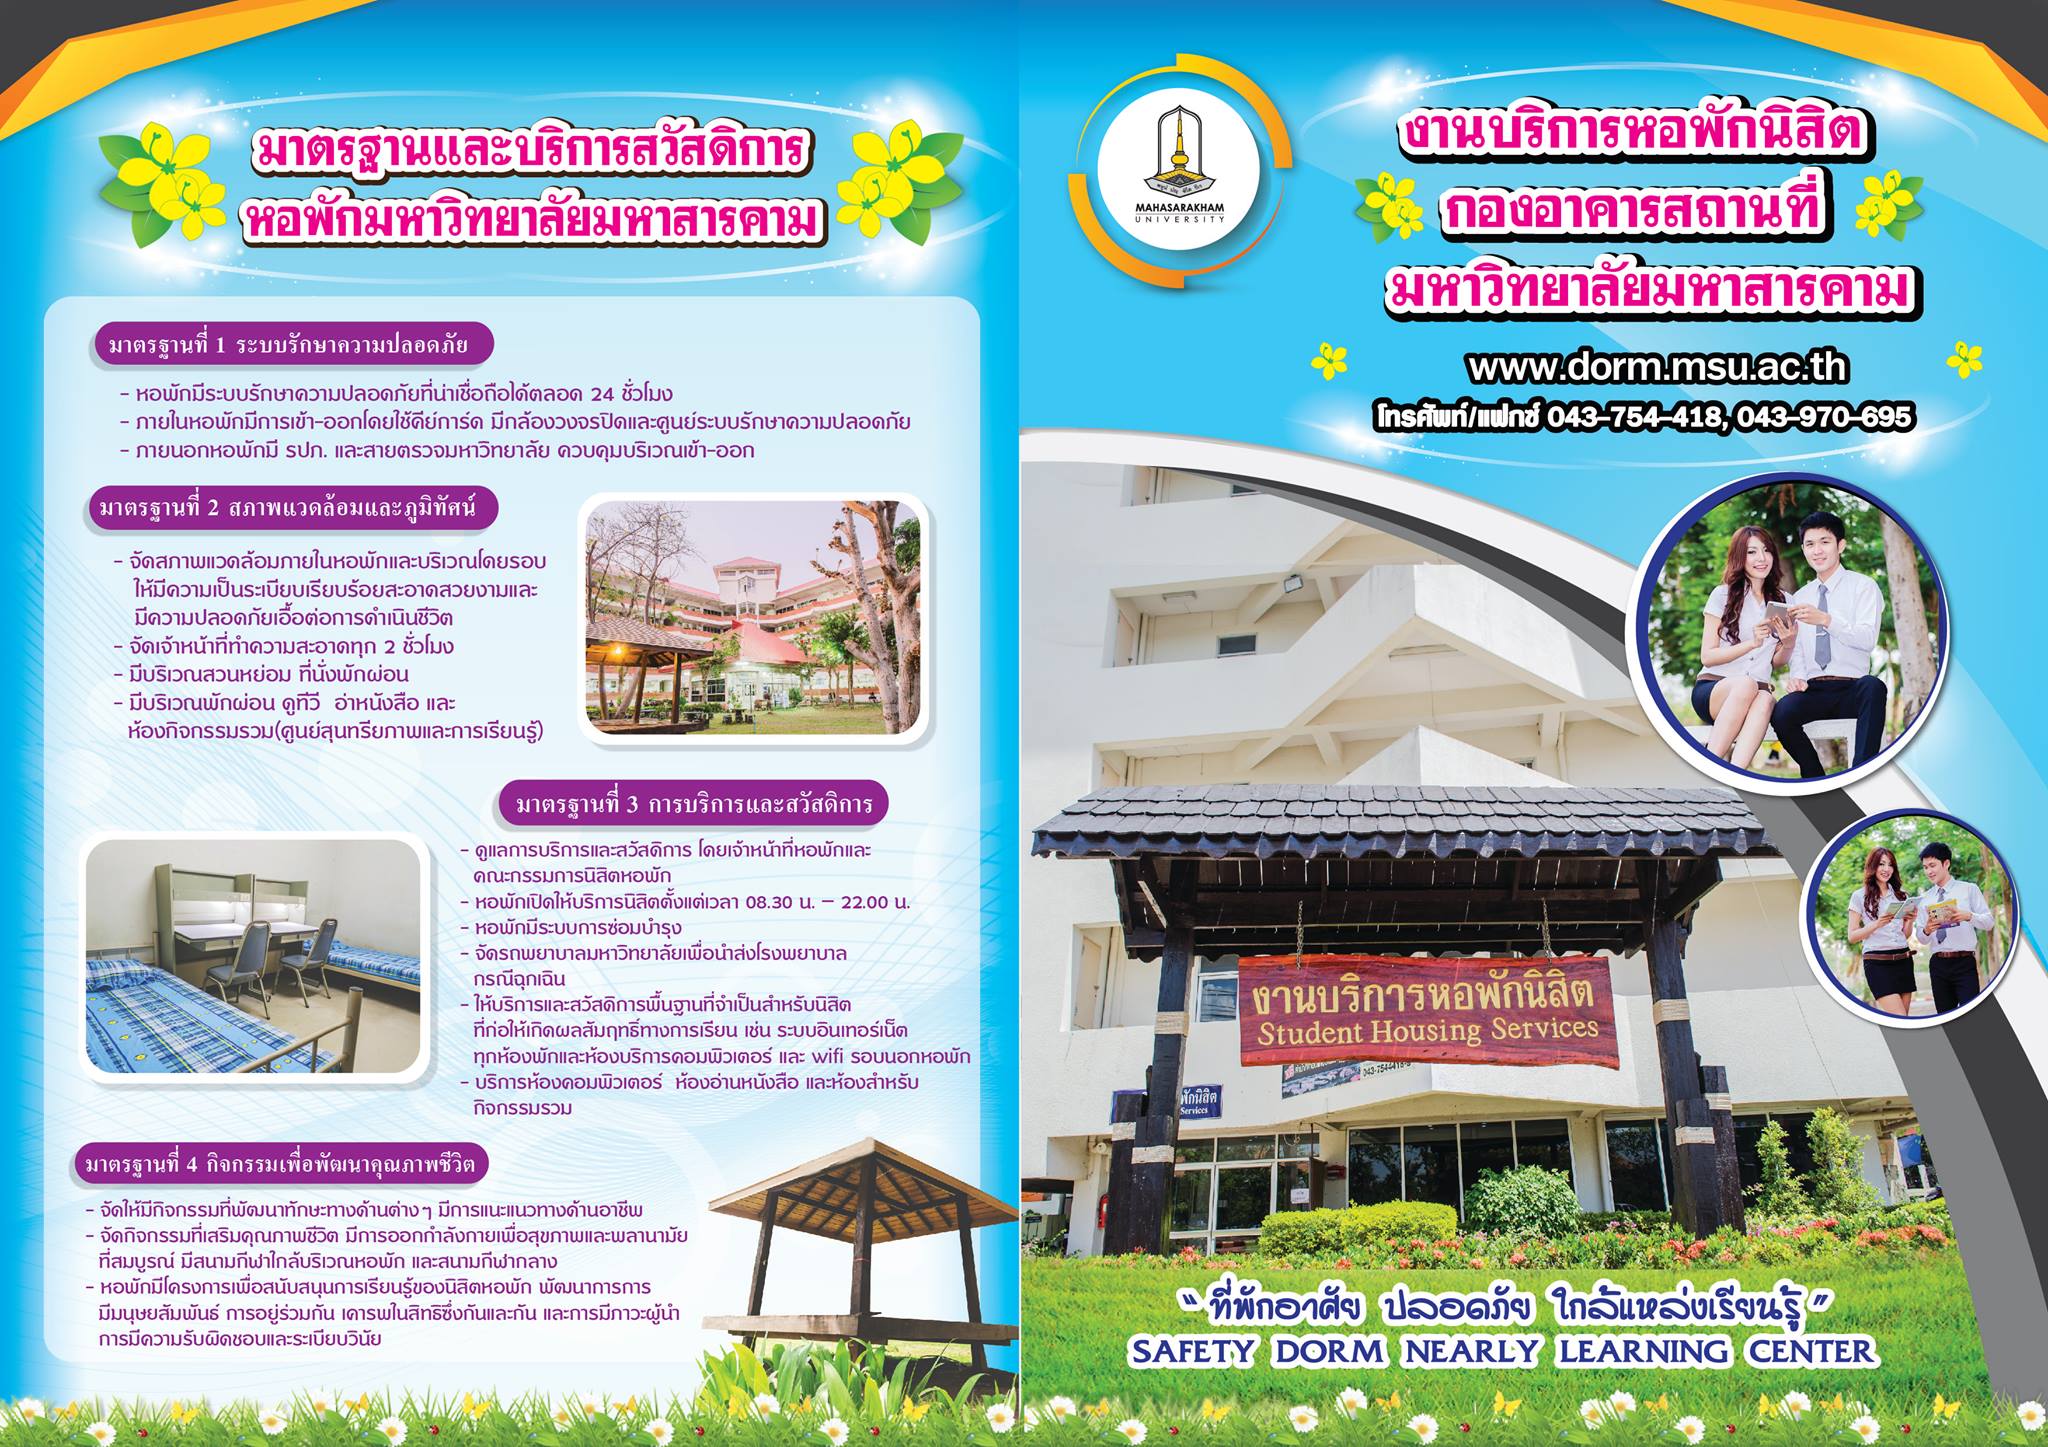 มาตรฐานและบริการสวัสดิการ
หอพักมหาวิทยาลัยมหาสารคาม
มาตรฐานที่ 1 ระบบรักษาความปลอดภัย
- หอพักมีระบบรักษาความปลอดภัยที่น่าเชื่อถือได้ตลอด 24 ชั่วโมง
- ภายในหอพักมีการเข้า-ออกโดยใช้คีย์การ์ด มีกล้องวงจรปิดและศูนย์ระบบรักษาความปลอดภัย
- ภายนอกหอพักมี รปภ. และสายตรวจมหาวิทยาลัย ควบคุมบริเวณเข้า-ออก
มาตรฐานที่ 2 สภาพแวดล้อมและภูมิทัศน์
- จัดสภาพแวดล้อมภายในหอพักและบริเวณโดยรอบ
ให้มีความเป็นระเบียบเรียบร้อยสะอาดสวยงามและ
มีความปลอดภัยเอื้อต่อการดำเนินชีวิต
- จัดเจ้าหน้าที่ทำความสะอาดทุก 2 ชั่วโมง
- มีบริเวณสวนหย่อม ที่นั่งพักผ่อน
- มีบริเวณพักผ่อน ดูทีวี อ่าหนังสือ และ
ห้องกิจกรรมรวม(ศูนย์สุนทรียภาพและการเรียนรู้)
มาตรฐานที่ 3 การบริการและสวัสดิการ
- ดูแลการบริการและสวัสดิการ โดยเจ้าหน้าที่หอพักและ
คณะกรรมการนิสิตหอพัก
- หอพักเปิดให้บริการนิสิตตั้งแต่เวลา 08.30 น. – 22.00 น.
- หอพักมีระบบการซ่อมบำรุง
- จัดรถพยาบาลมหาวิทยาลัยเพื่อนำส่งโรงพยาบาล
กรณีฉุกเฉิน
- ให้บริการและสวัสดิการพื้นฐานที่จำเป็นสำหรับนิสิต
ที่ก่อให้เกิดผลสัมฤทธิ์ทางการเรียน เช่น ระบบอินเทอร์เน็ต
ทุกห้องพักและห้องบริการคอมพิวเตอร์ และ wifi รอบนอกหอพัก
- บริการห้องคอมพิวเตอร์ ห้องอ่านหนังสือ และห้องสำหรับ
กิจกรรมรวม
มาตรฐานที่ 4 กิจกรรมเพื่อพัฒนาคุณภาพชีวิต
- จัดให้มีกิจกรรมที่พัฒนาทักษะทางด้านต่างๆ มีการแนะแนวทางด้านอาชีพ
- จัดกิจกรรมที่เสริมคุณภาพชีวิต มีการออกกำลังกายเพื่อสุขภาพและพลานามัย
ที่สมบูรณ์ มีสนามกีฬาใกล้บริเวณหอพัก และสนามกีฬากลาง
- หอพักมีโครงการเพื่อสนับสนุนการเรียนรู้ของนิสิตหอพัก พัฒนาการการ
มีมนุษยสัมพันธ์ การอยู่ร่วมกัน เคารพในสิทธิซึ่งกันและกัน และการมีภาวะผู้นำ
การมีความรับผิดชอบและระเบียบวินัย
MAHASARAKHAM
UNIVERSITY
งานบริการหอพักนิสิต
กองอาคารสถานที่
มหาวิทยาลัยมหาสารคาม
www.dorm.msu.ac.th
โทรศัพท์/แฟกซ์ 043-754-418, 043-970-695
งานบริการหอพักนิสิต
Student Housing Services
พักนิสิต
Services
“ ที่พักอาศัย ปลอดภัย ใกล้แหล่งเรียนรู้ ”
SAFETY DORM NEARLY LEARNING CENTER